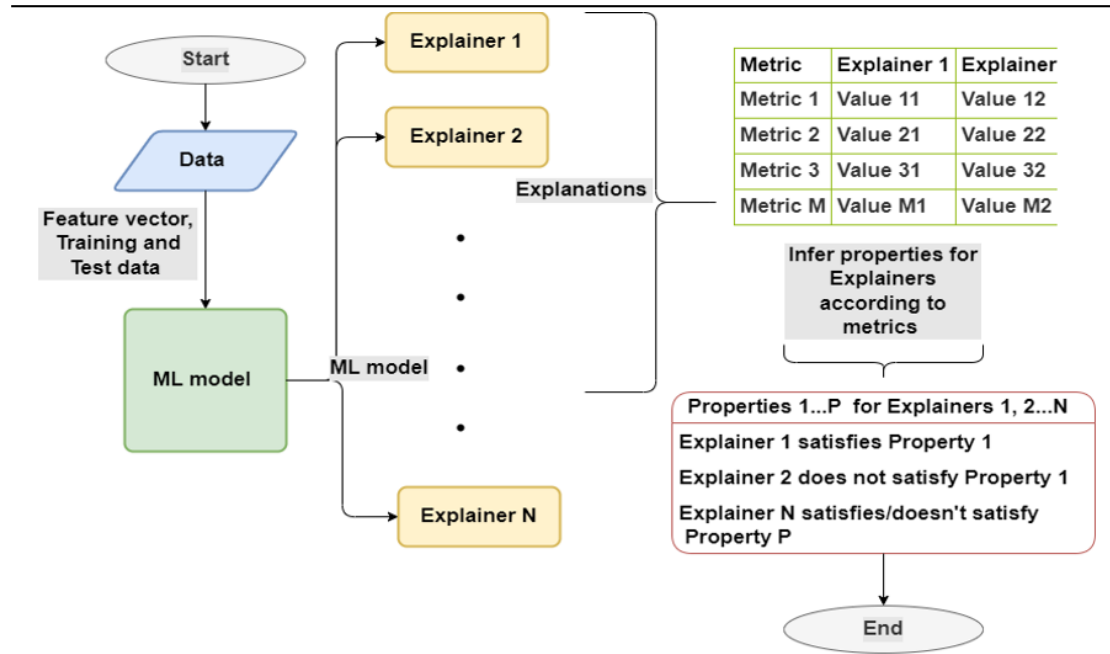 Start
Data
Feature vector,
Training and
Test data
ML model
ML model
Explainer 1
Explainer 2
Explainer N
Explanations
Metric Explainer 1 Explainer
Metric 1 Value 11 Value 12
Metric 2 Value 21 Value 22
Metric 3 Value 31 Value 32
Metric M Value M1 Value M2
Infer properties for
Explainers
according to
metrics
Properties 1...P for Explainers 1, 2...N
Explainer 1 satisfies Property 1
Explainer 2 does not satisfy Property 1
Explainer N satisfies/doesn't satisfy
Property P
End